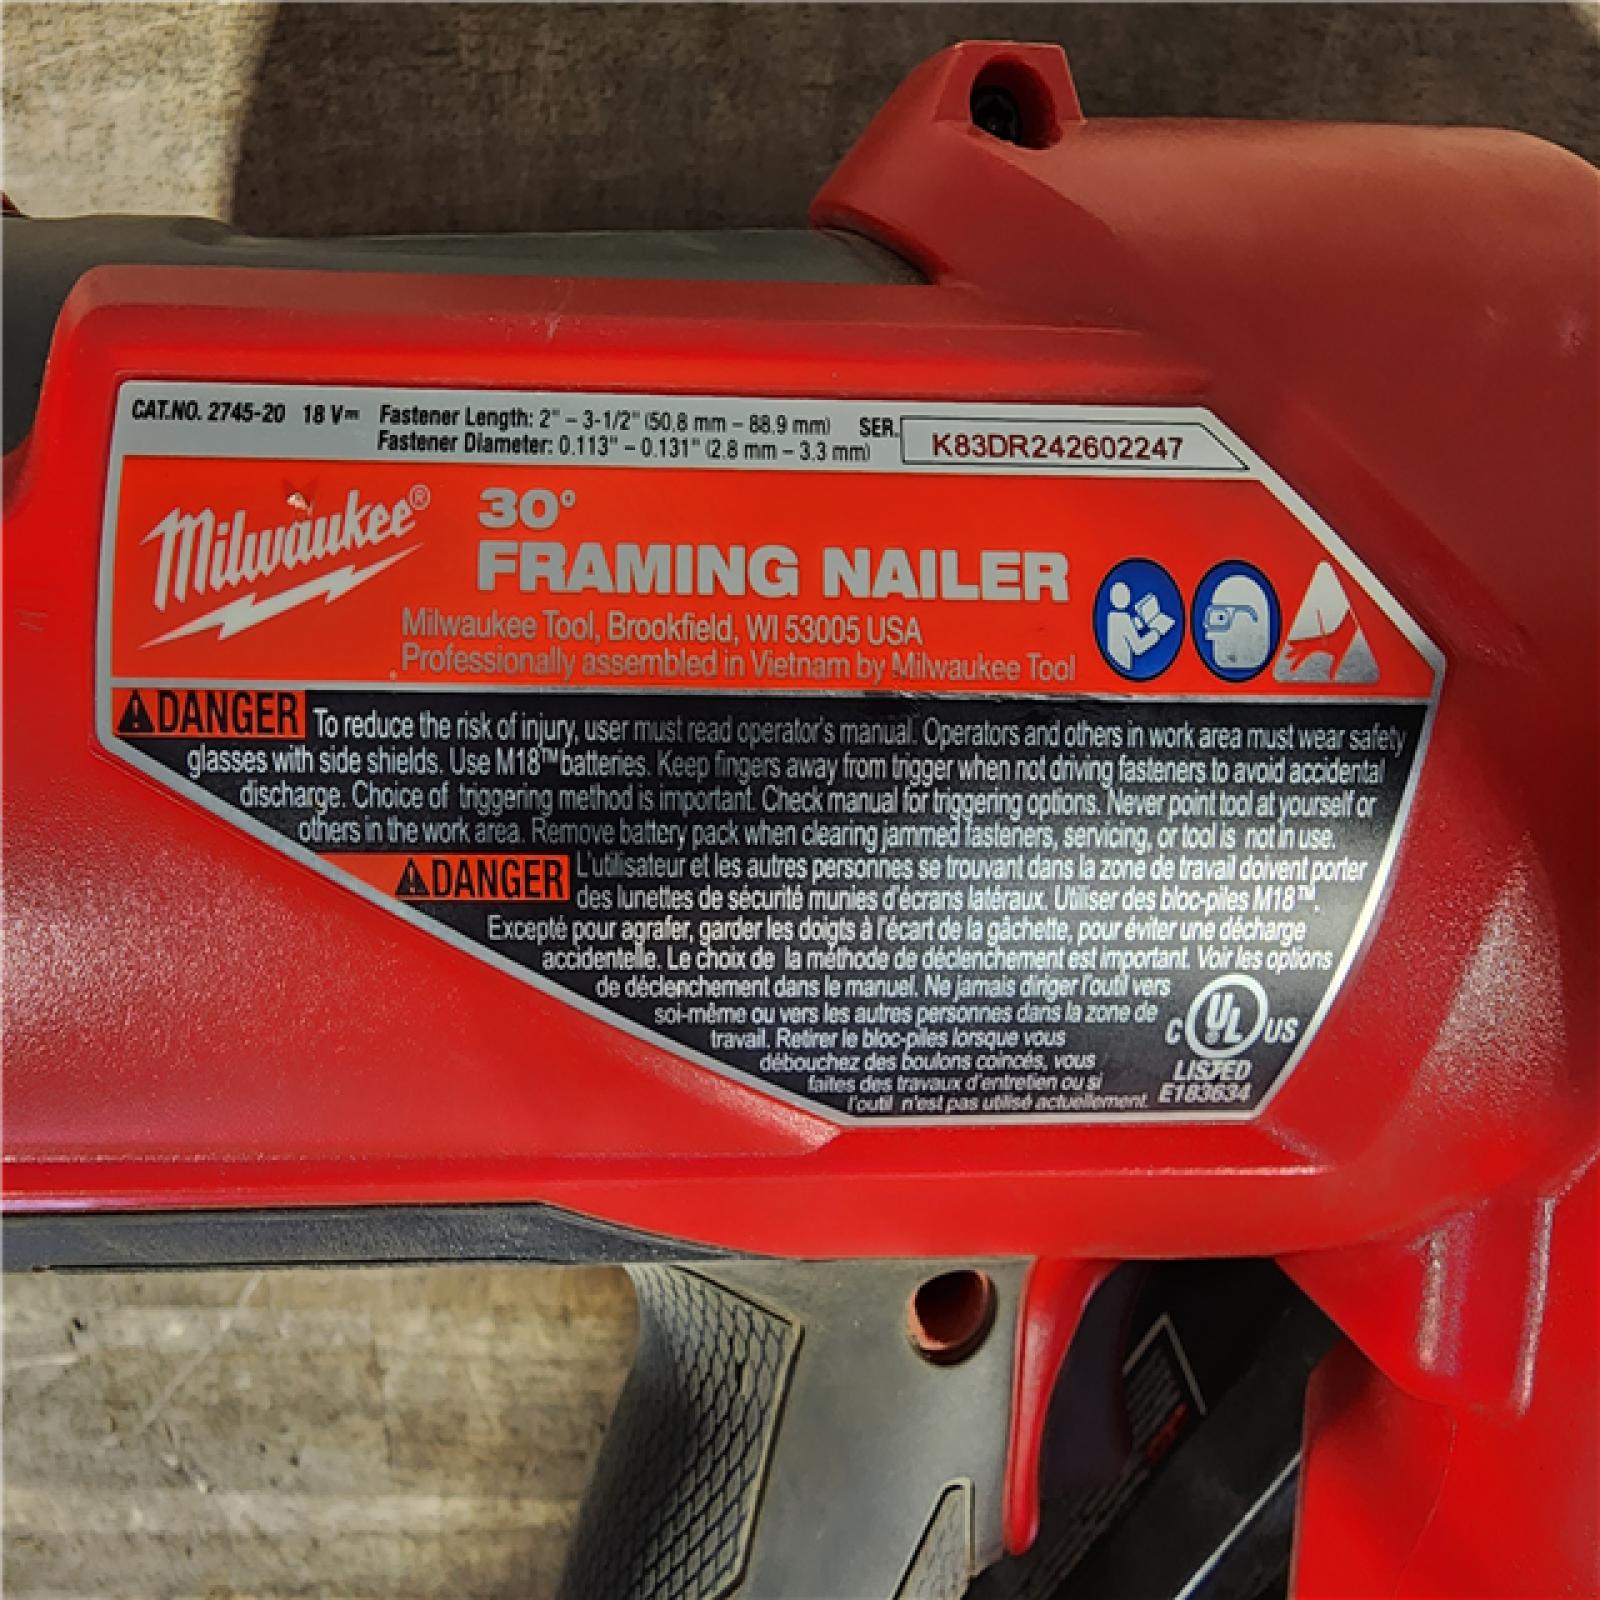 CAT.NO. 2745-20 18 V⎓ Fastener Length: 2" – 3-1/2" (50.8 mm – 88.9 mm) SER. K83DR242602247
Fastener Diameter: 0.113" – 0.131" (2.8 mm – 3.3 mm)
Milwaukee®
30°
FRAMING NAILER
Milwaukee Tool, Brookfield, WI 53005 USA
Professionally assembled in Vietnam by Milwaukee Tool
⚠DANGER To reduce the risk of injury, user must read operator's manual. Operators and others in work area must wear safety
glasses with side shields. Use M18™ batteries. Keep fingers away from trigger when not driving fasteners to avoid accidental
discharge. Choice of triggering method is important. Check manual for triggering options. Never point tool at yourself or
others in the work area. Remove battery pack when clearing jammed fasteners, servicing, or tool is not in use.
⚠DANGER L'utilisateur et les autres personnes se trouvant dans la zone de travail doivent porter
des lunettes de sécurité munies d'écrans latéraux. Utiliser des bloc-piles M18™.
Excepté pour agrafer, garder les doigts à l'écart de la gâchette, pour éviter une décharge
accidentelle. Le choix de la méthode de déclenchement est important. Voir les options
de déclenchement dans le manuel. Ne jamais diriger l'outil vers
soi-même ou vers les autres personnes dans la zone de
travail. Retirer le bloc-piles lorsque vous
débouchez des boulons coincés, vous
faites des travaux d'entretien ou si
l'outil n'est pas utilisé actuellement.
C UL US
LISTED
E183634